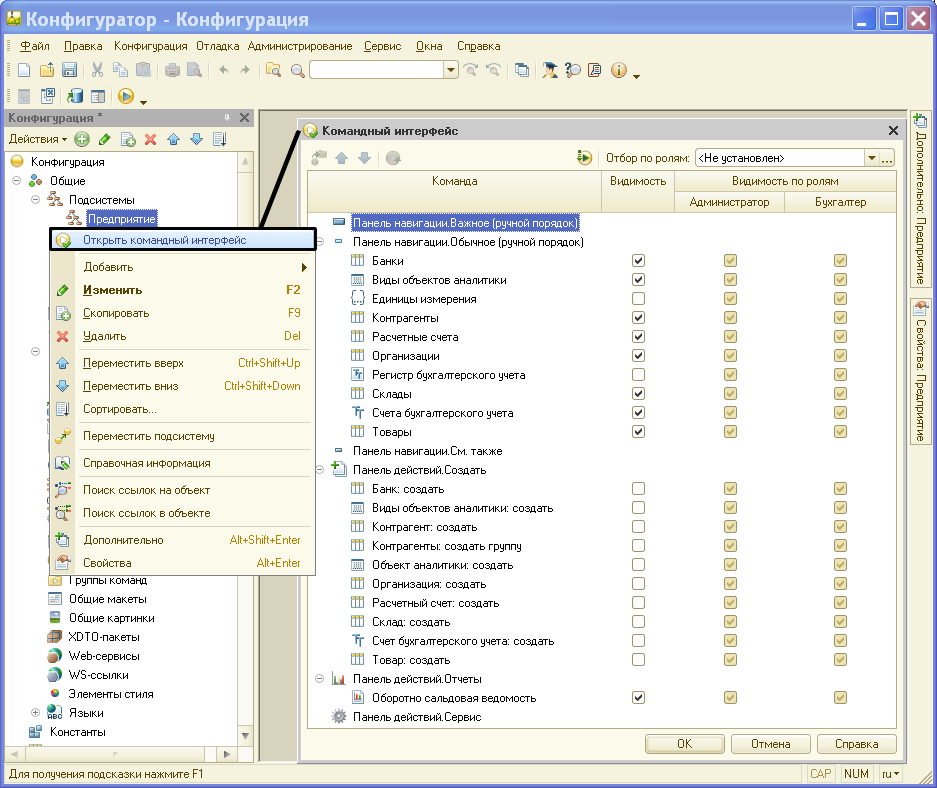 Конфигуратор - Конфигурация
Файл Правка Конфигурация Отладка Администрирование Сервис Окна Справка
Конфигурация *
Действия
Конфигурация
Общие
Подсистемы
Предприятие
Открыть командный интерфейс
Добавить
Изменить F2
Скопировать F9
Удалить Del
Переместить вверх Ctrl+Shift+Up
Переместить вниз Ctrl+Shift+Down
Сортировать...
Переместить подсистему
Справочная информация
Поиск ссылок на объект
Поиск ссылок в объекте
Дополнительно Alt+Shift+Enter
Свойства Alt+Enter
Группы команд
Общие макеты
Общие картинки
XDTO-пакеты
Web-сервисы
WS-ссылки
Элементы стиля
Языки
Константы
Командный интерфейс
Отбор по ролям: <Не установлен> ...
Команда Видимость Видимость по ролям
Администратор Бухгалтер
Панель навигации.Важное (ручной порядок)
Панель навигации.Обычное (ручной порядок)
Банки
Виды объектов аналитики
Единицы измерения
Контрагенты
Расчетные счета
Организации
Регистр бухгалтерского учета
Склады
Счета бухгалтерского учета
Товары
Панель навигации.См. также
Панель действий.Создать
Банк: создать
Виды объектов аналитики: создать
Контрагент: создать
Контрагенты: создать группу
Объект аналитики: создать
Организация: создать
Расчетный счет: создать
Склад: создать
Счет бухгалтерского учета: создать
Товар: создать
Панель действий.Отчеты
Оборотно сальдовая ведомость
Панель действий.Сервис
OK Отмена Справка
Дополнительно: Предприятие
Свойства: Предприятие
Для получения подсказки нажмите F1 CAP NUM ru